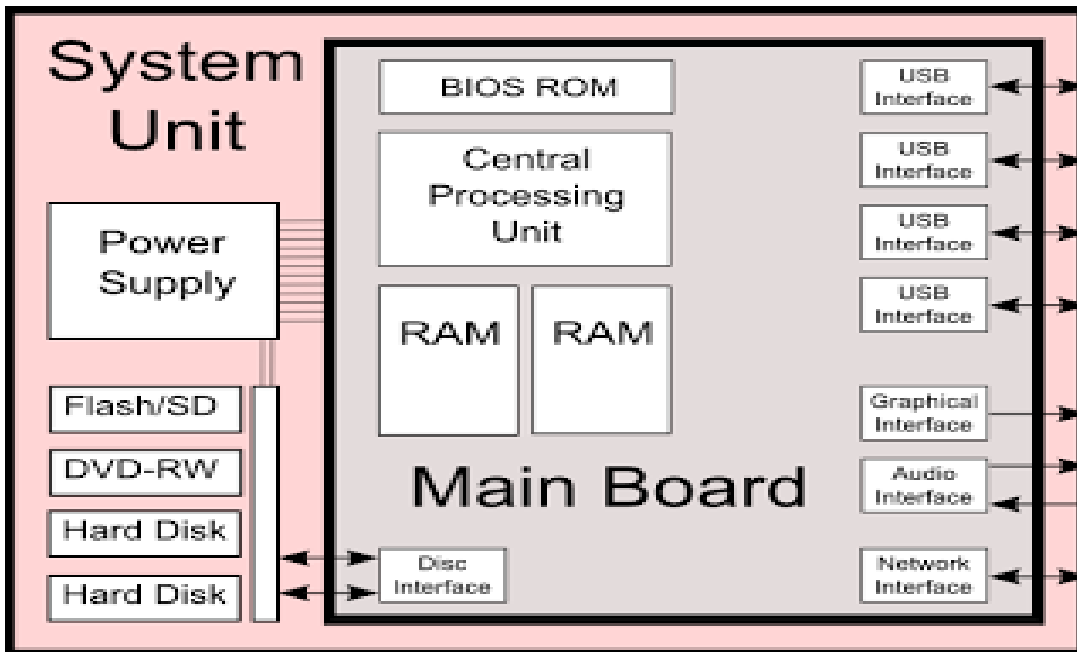 System
Unit
Power
Supply
Flash/SD
DVD-RW
Hard Disk
Hard Disk
BIOS ROM
Central
Processing
Unit
RAM
RAM
Main Board
Disc
Interface
USB
Interface
USB
Interface
USB
Interface
USB
Interface
Graphical
Interface
Audio
Interface
Network
Interface